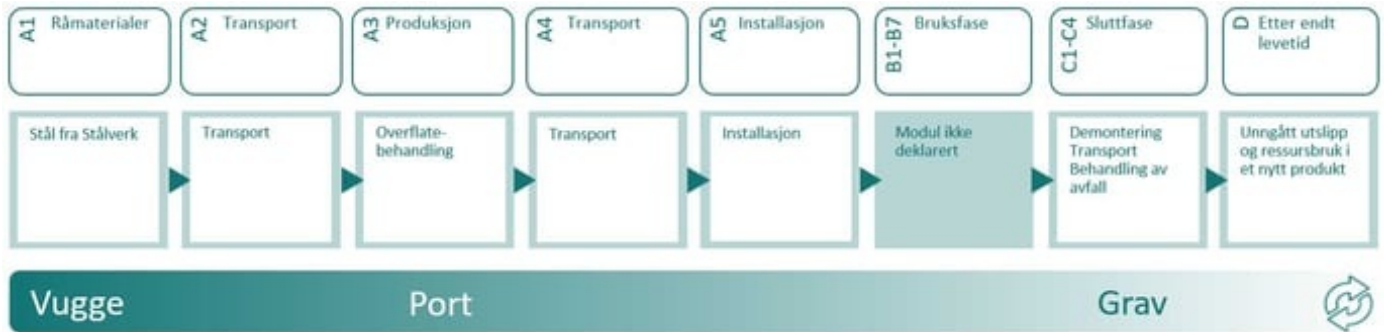 A1 Råmaterialer
A2 Transport
A3 Produksjon
A4 Transport
A5 Installasjon
B1-B7 Bruksfase
C1-C4 Sluttfase
D Etter endt
levetid
Stål fra Stålverk
Transport
Overflate-
behandling
Transport
Installasjon
Modul ikke
deklarert
Demontering
Transport
Behandling av
avfall
Unngått utslipp
og ressursbruk i
et nytt produkt
Vugge
Port
Grav